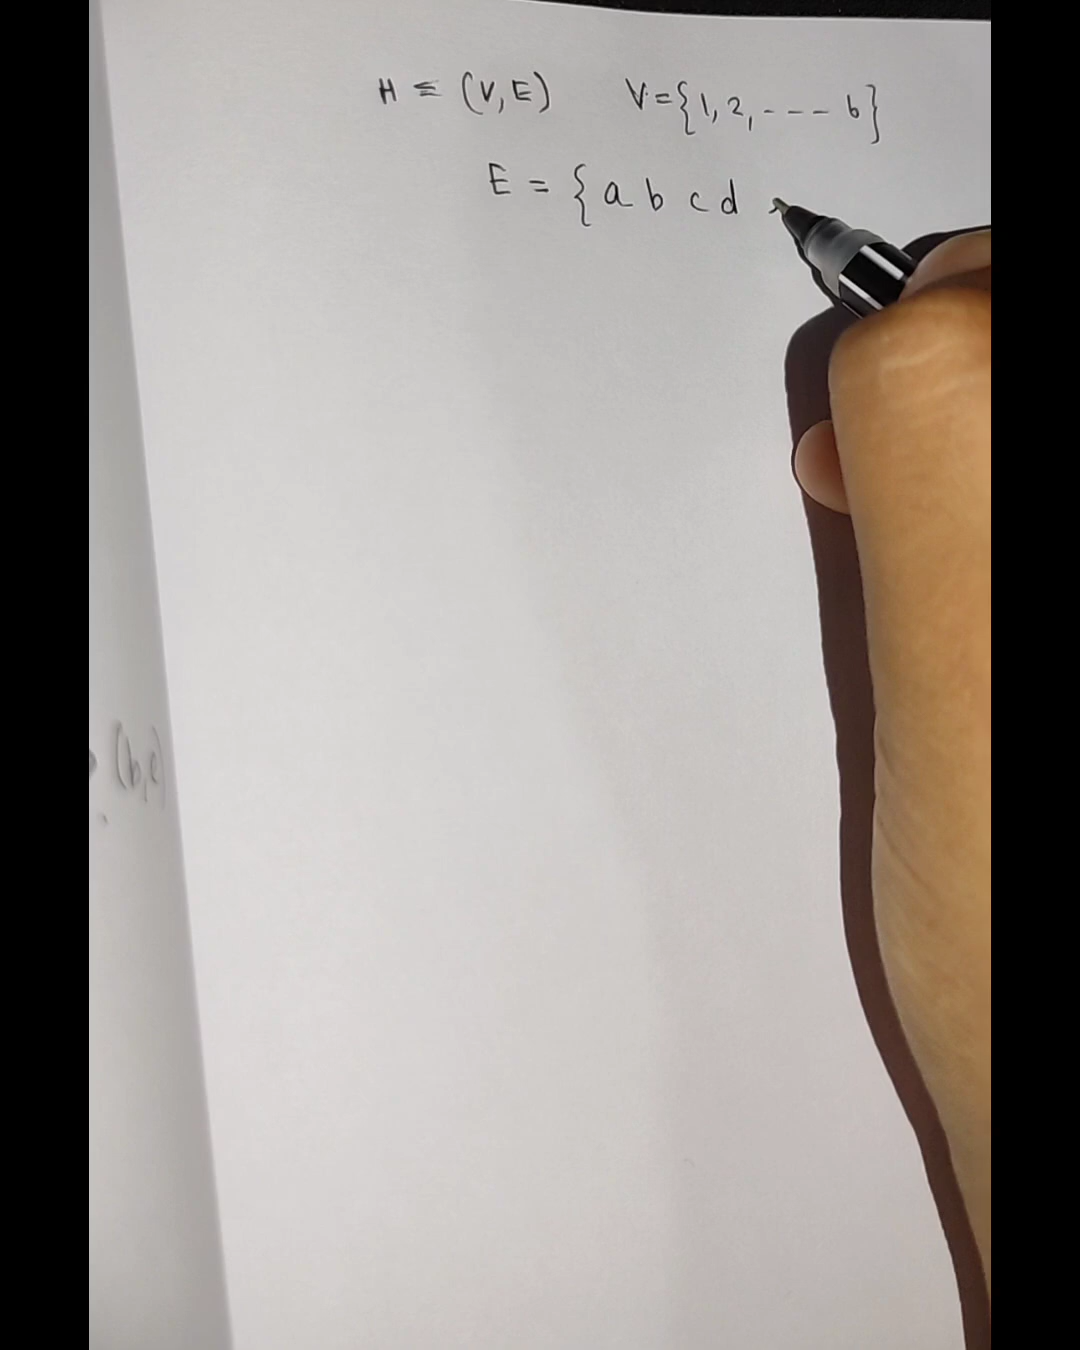 H ≡ (V,E) V={1,2,--- 6}
E = { a b c d
(b,c)